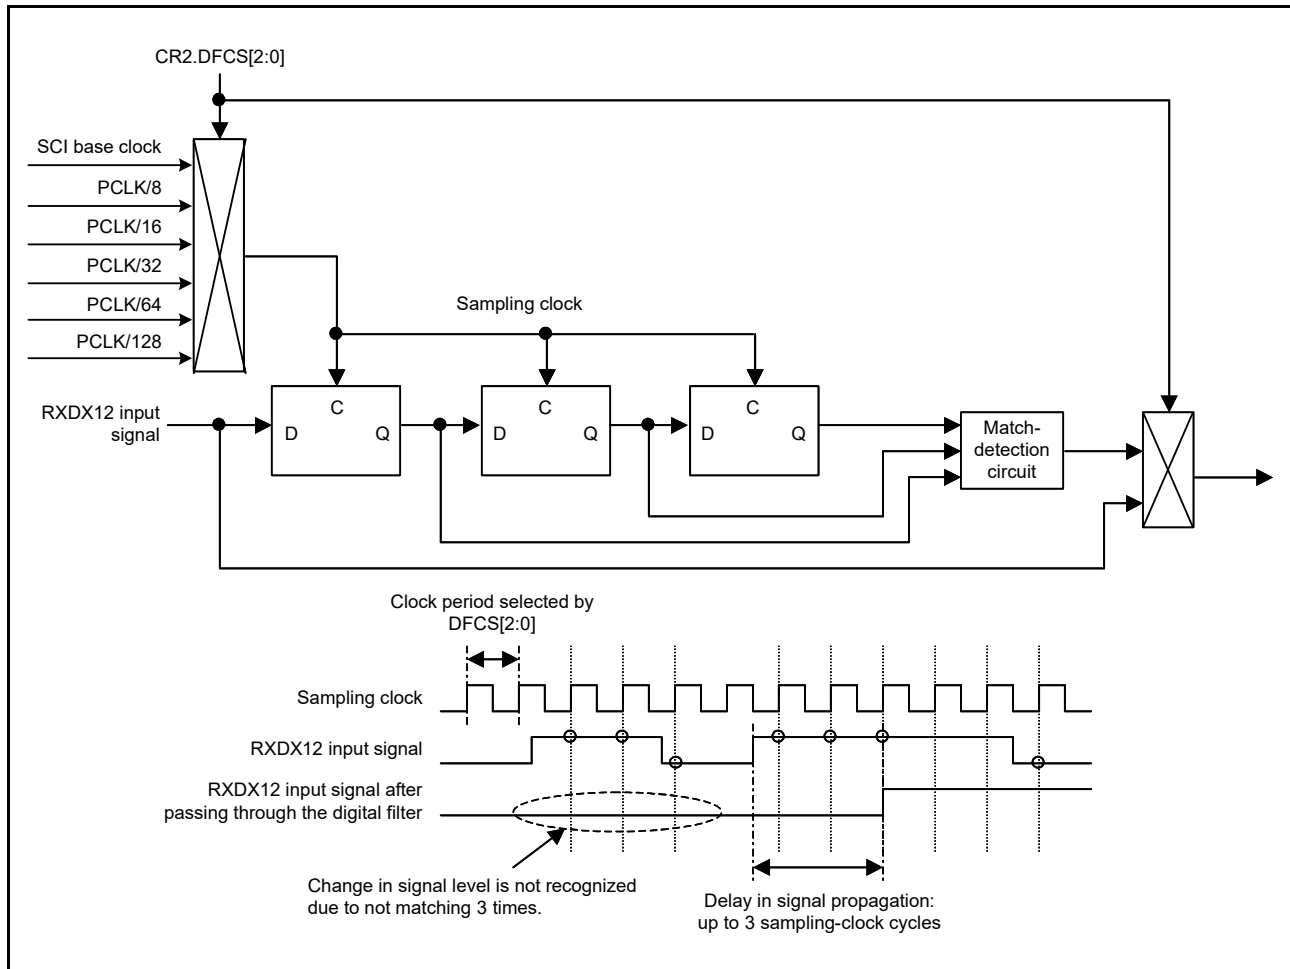 CR2.DFCS[2:0]
SCI base clock
PCLK/8
PCLK/16
PCLK/32
PCLK/64
PCLK/128
Sampling clock
RXDX12 input
signal
C
D
Q
C
D
Q
C
D
Q
Match-
detection
circuit
Clock period selected by
DFCS[2:0]
Sampling clock
RXDX12 input signal
RXDX12 input signal after
passing through the digital filter
Change in signal level is not recognized
due to not matching 3 times.
Delay in signal propagation:
up to 3 sampling-clock cycles